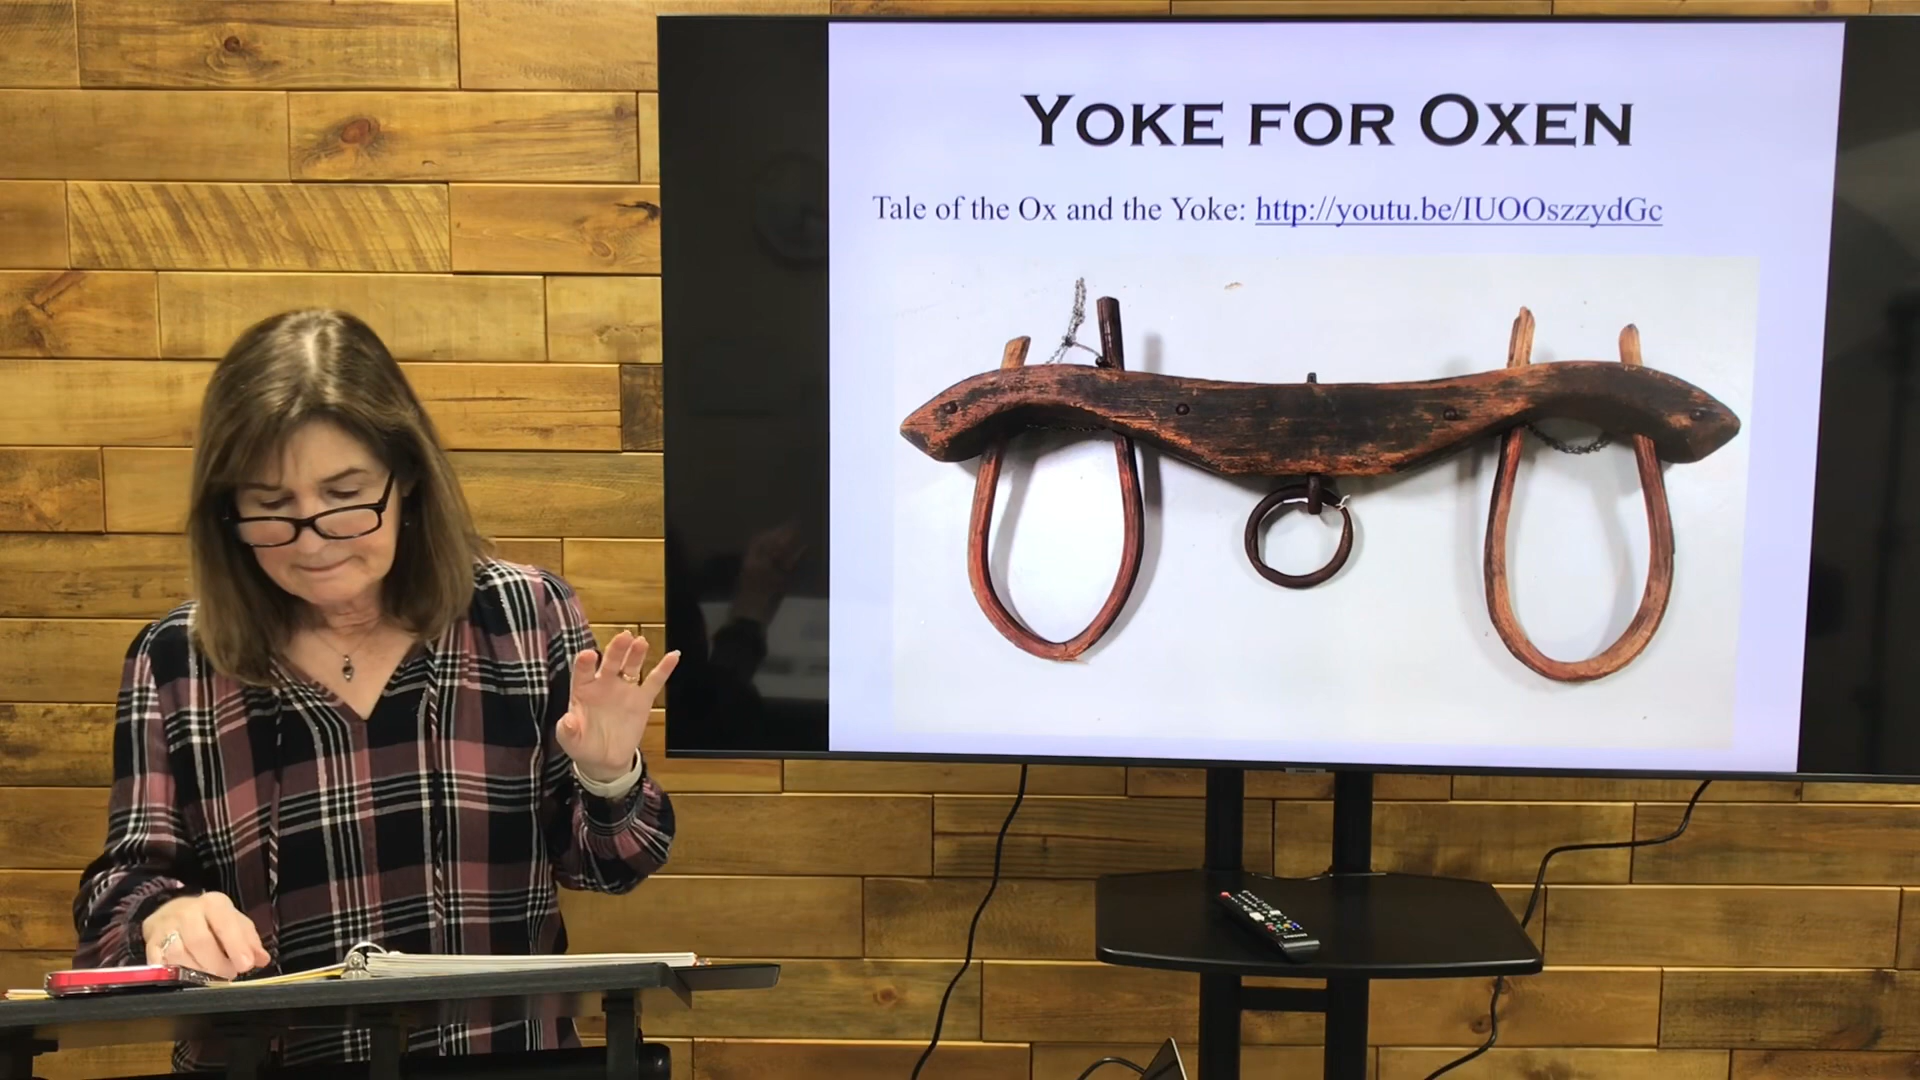 YOKE FOR OXEN
Tale of the Ox and the Yoke: http://youtu.be/IUOOszzydGc